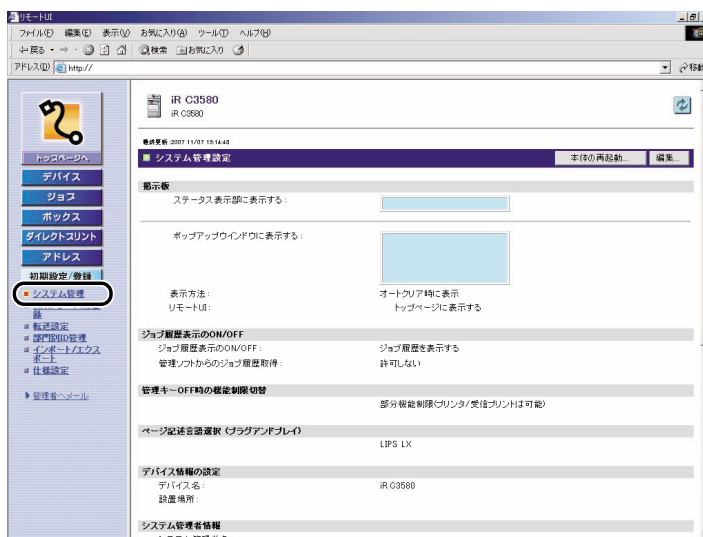 リモートUI
ファイル(F) 編集(E) 表示(V) お気に入り(A) ツール(T) ヘルプ(H)
戻る 検索 お気に入り
アドレス(D) http:// 移動
iR C3580
iR C3580
最終更新 :2007 11/07 13:14:48
トップページへ
デバイス
ジョブ
ボックス
ダイレクトプリント
アドレス
初期設定/登録
システム管理
録
転送設定
部門別ID管理
インポート/エクス
ポート
仕様設定
管理者へメール
システム管理設定 本体の再起動... 編集...
掲示板
ステータス表示部に表示する :
ポップアップウインドウに表示する :
表示方法 : オートクリア時に表示
リモートUI : トップページに表示する
ジョブ履歴表示のON/OFF
ジョブ履歴表示のON/OFF : ジョブ履歴を表示する
管理ソフトからのジョブ履歴取得 : 許可しない
管理キーOFF時の機能制限切替
部分機能制限(プリンタ/受信プリントは可能)
ページ記述言語選択 (プラグアンドプレイ)
LIPS LX
デバイス情報の設定
デバイス名 : iR C3580
設置場所 :
システム管理者情報